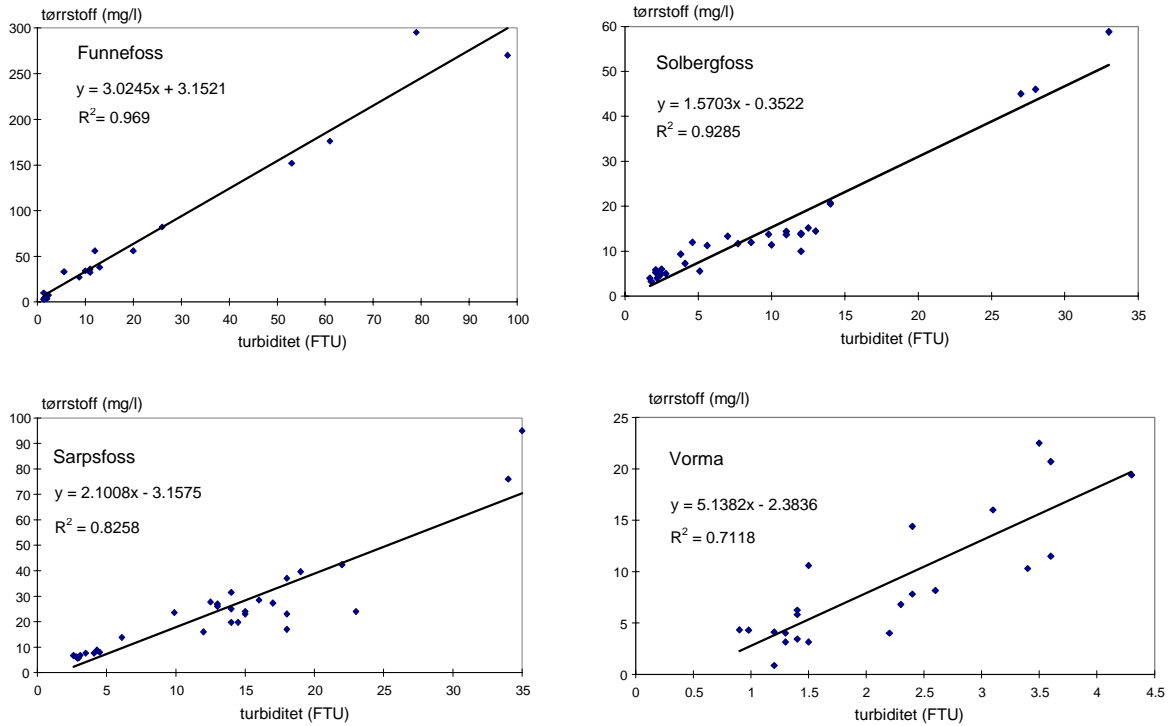 tørrstoff (mg/l)
300
250
200
150
100
50
0
Funnefoss
y = 3.0245x + 3.1521
R² = 0.969
0 10 20 30 40 50 60 70 80 90 100
turbiditet (FTU)
tørrstoff (mg/l)
60
50
40
30
20
10
0
Solbergfoss
y = 1.5703x - 0.3522
R² = 0.9285
0 5 10 15 20 25 30 35
turbiditet (FTU)
tørrstoff (mg/l)
100
90
80
70
60
50
40
30
20
10
0
Sarpsfoss
y = 2.1008x - 3.1575
R² = 0.8258
0 5 10 15 20 25 30 35
turbiditet (FTU)
tørrstoff (mg/l)
25
20
15
10
5
0
Vorma
y = 5.1382x - 2.3836
R² = 0.7118
0 0.5 1 1.5 2 2.5 3 3.5 4 4.5
turbiditet (FTU)